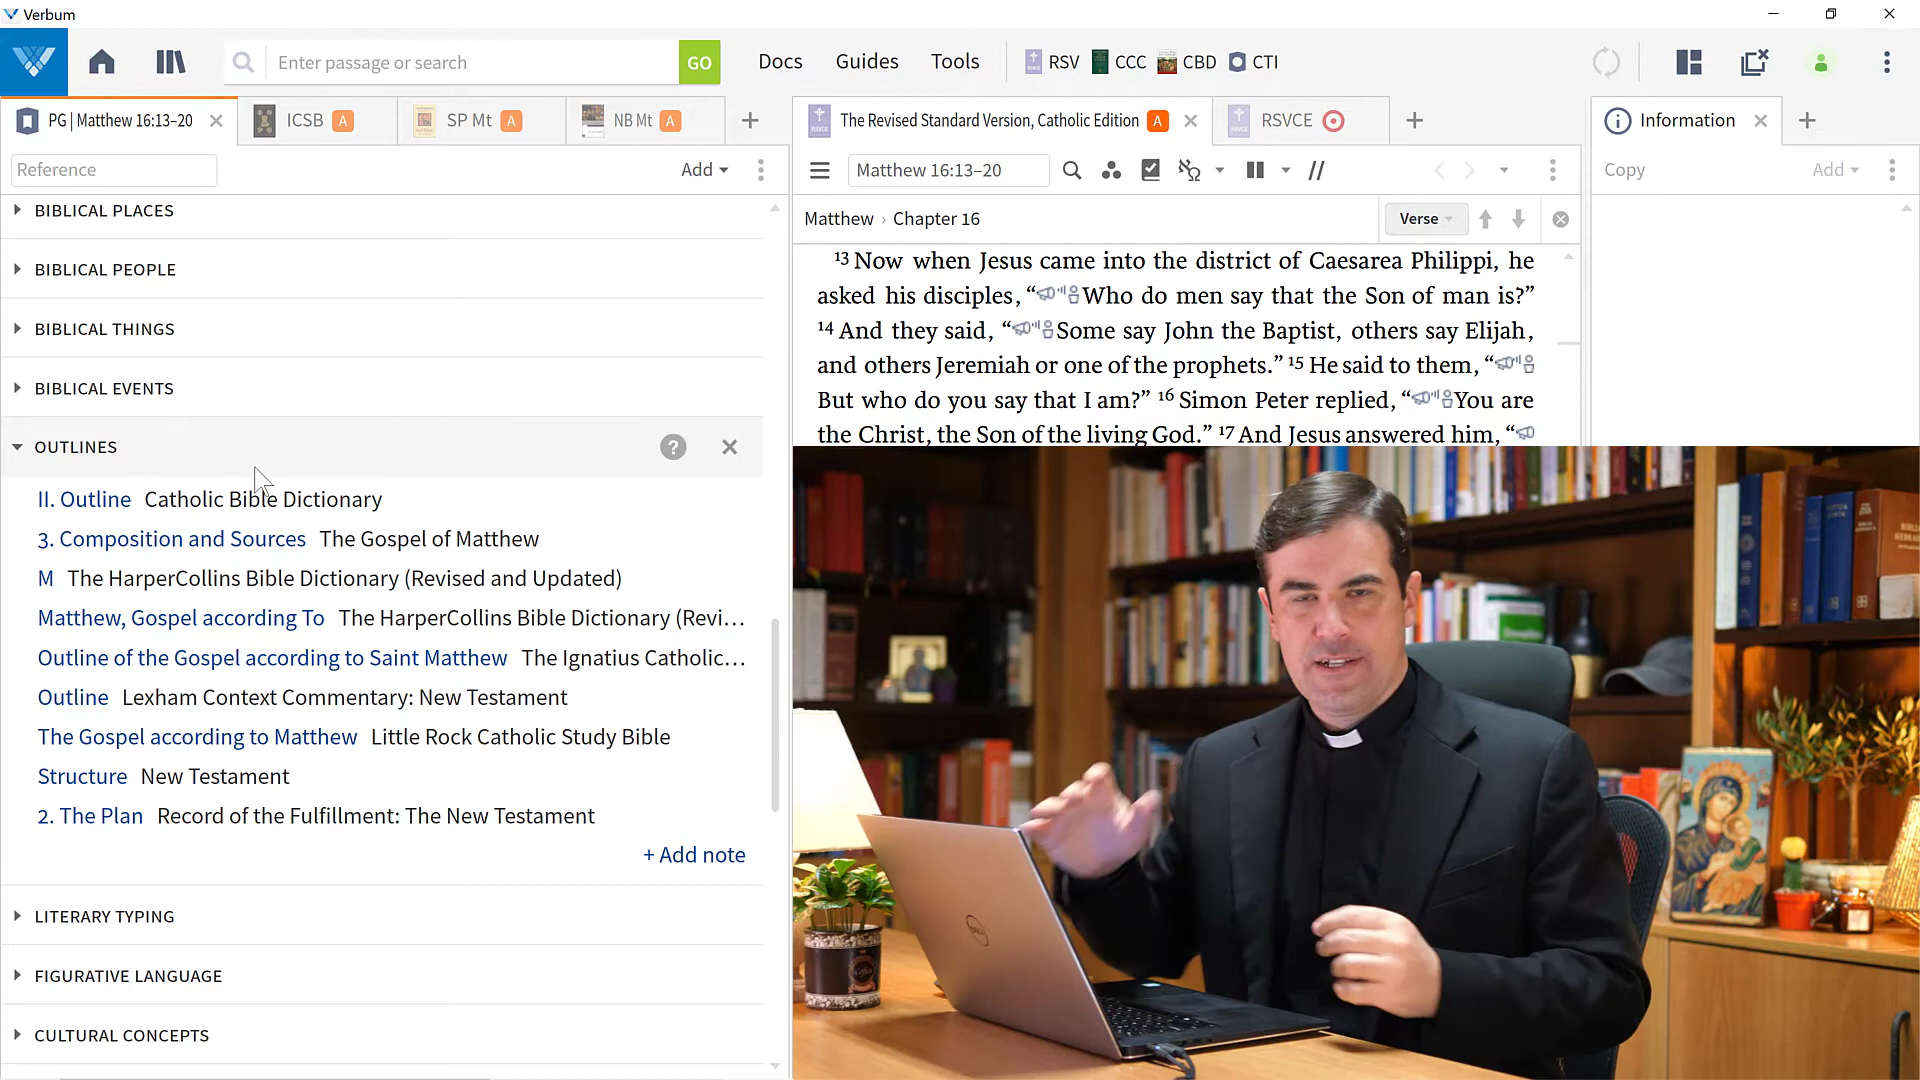 Verbum
Enter passage or search
GO
Docs
Guides
Tools
RSV
CCC
CBD
CTI
PG | Matthew 16:13–20
ICSB A
SP Mt A
NB Mt A
The Revised Standard Version, Catholic Edition A
RSVCE
Information
Reference
Add
Matthew 16:13–20
Copy
Add
Matthew › Chapter 16
Verse
BIBLICAL PLACES
BIBLICAL PEOPLE
BIBLICAL THINGS
BIBLICAL EVENTS
OUTLINES
II. Outline Catholic Bible Dictionary
3. Composition and Sources The Gospel of Matthew
M The HarperCollins Bible Dictionary (Revised and Updated)
Matthew, Gospel according To The HarperCollins Bible Dictionary (Revi…
Outline of the Gospel according to Saint Matthew The Ignatius Catholic…
Outline Lexham Context Commentary: New Testament
The Gospel according to Matthew Little Rock Catholic Study Bible
Structure New Testament
2. The Plan Record of the Fulfillment: The New Testament
+ Add note
LITERARY TYPING
FIGURATIVE LANGUAGE
CULTURAL CONCEPTS
13 Now when Jesus came into the district of Caesarea Philippi, he
asked his disciples, “Who do men say that the Son of man is?”
14 And they said, “Some say John the Baptist, others say Elijah,
and others Jeremiah or one of the prophets.” 15 He said to them, “
But who do you say that I am?” 16 Simon Peter replied, “You are
the Christ, the Son of the living God.” 17 And Jesus answered him, “
DELL